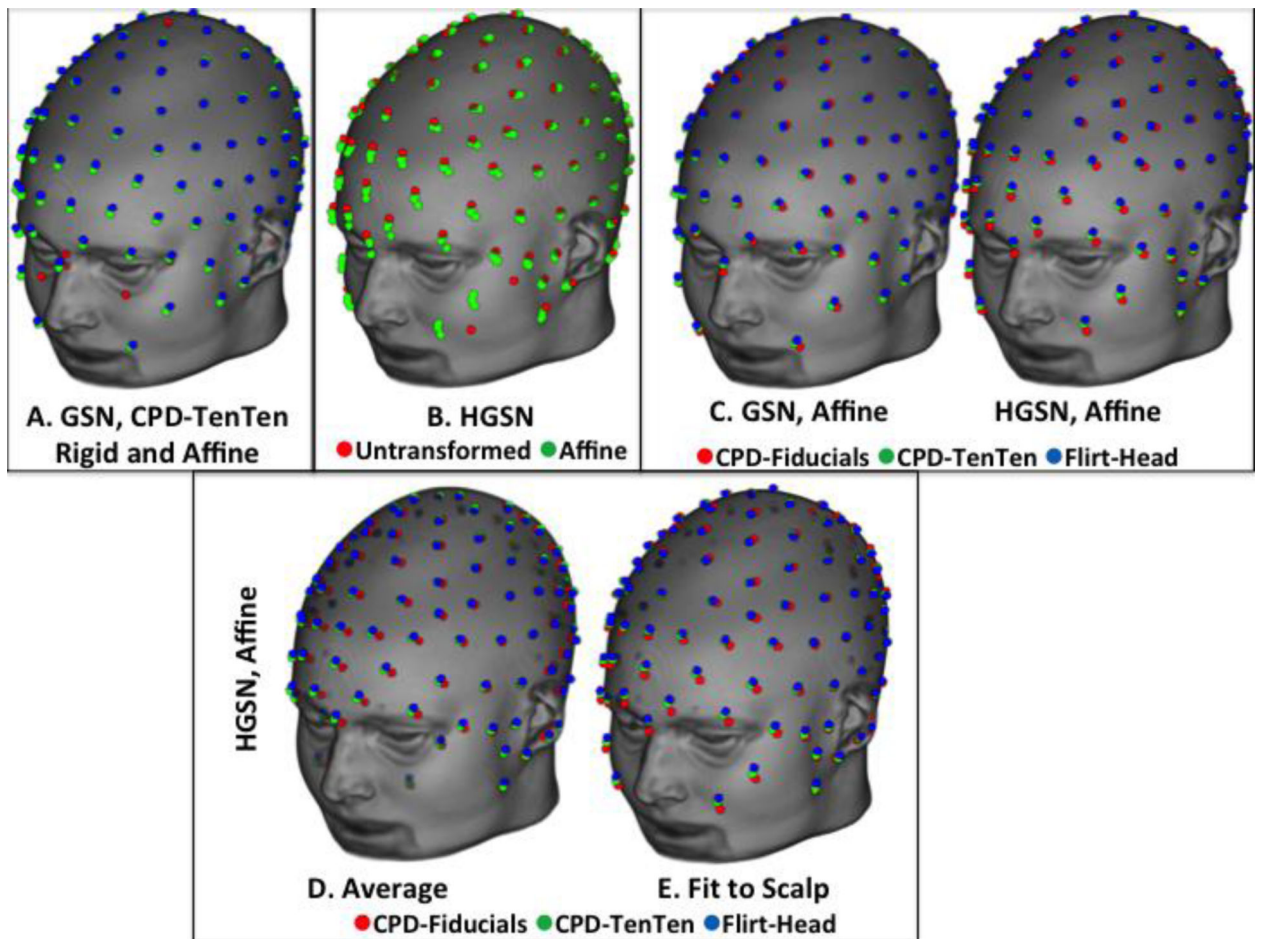 A. GSN, CPD-TenTen
Rigid and Affine
B. HGSN
Untransformed Affine
C. GSN, Affine
HGSN, Affine
CPD-Fiducials CPD-TenTen Flirt-Head
HGSN, Affine
D. Average
E. Fit to Scalp
CPD-Fiducials CPD-TenTen Flirt-Head